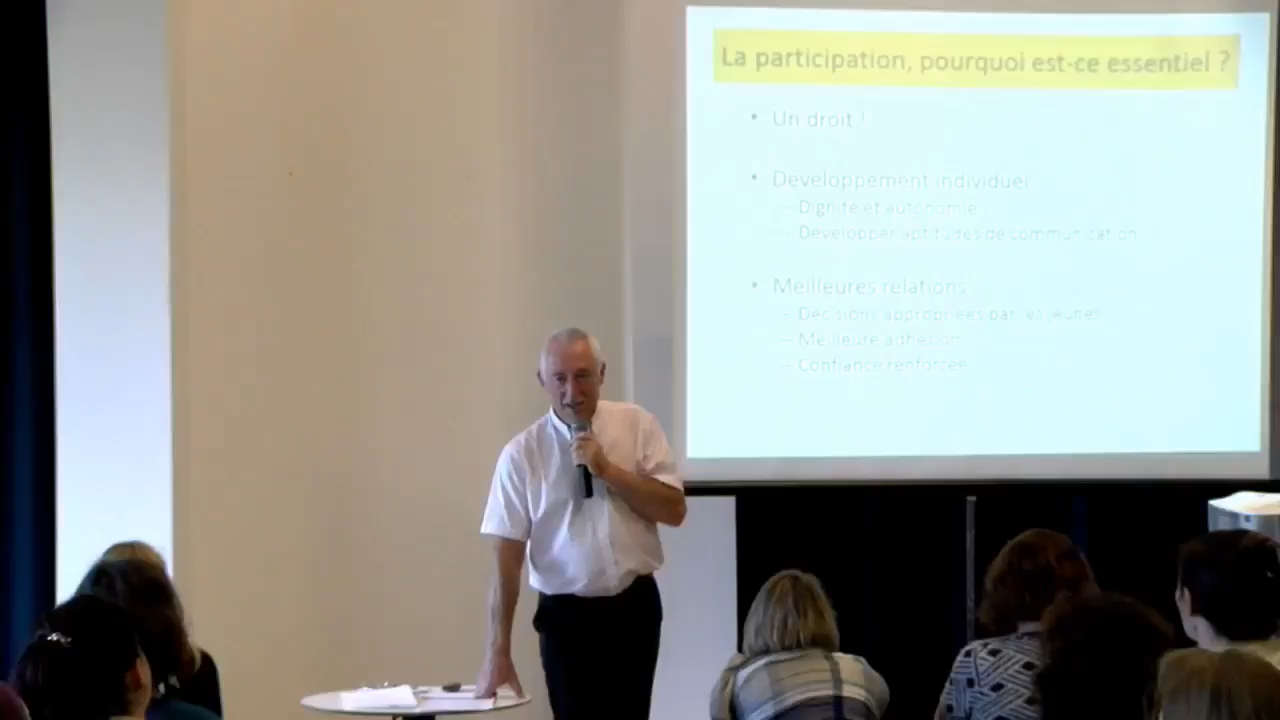 La participation, pourquoi est-ce essentiel ?
• Un droit !
• Développement individuel
– Dignité et autonomie
– Développer aptitudes de communication
• Meilleures relations
– Décisions appropriées par les jeunes
– Meilleure adhésion
– Confiance renforcée